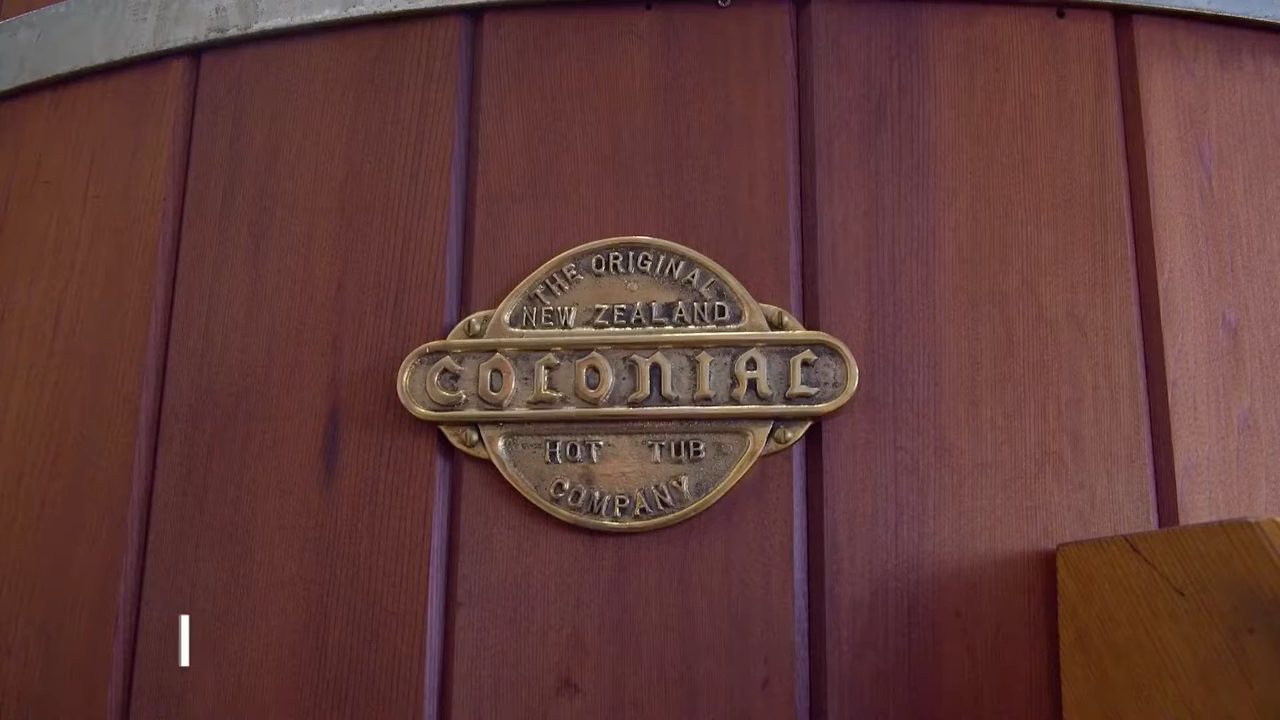 THE ORIGINAL
NEW ZEALAND
COLONIAL
HOT TUB
COMPANY